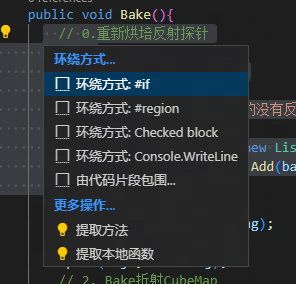 public void Bake(){
// 0.重新烘培反射探针
环绕方式...
环绕方式: #if
环绕方式: #region
的没有反
环绕方式: Checked block
环绕方式: Console.WriteLine
new Lis
由代码片段包围...
Add(ba
更多操作...
提取方法
g);
提取本地函数
// 2. Bake折射CubeMap